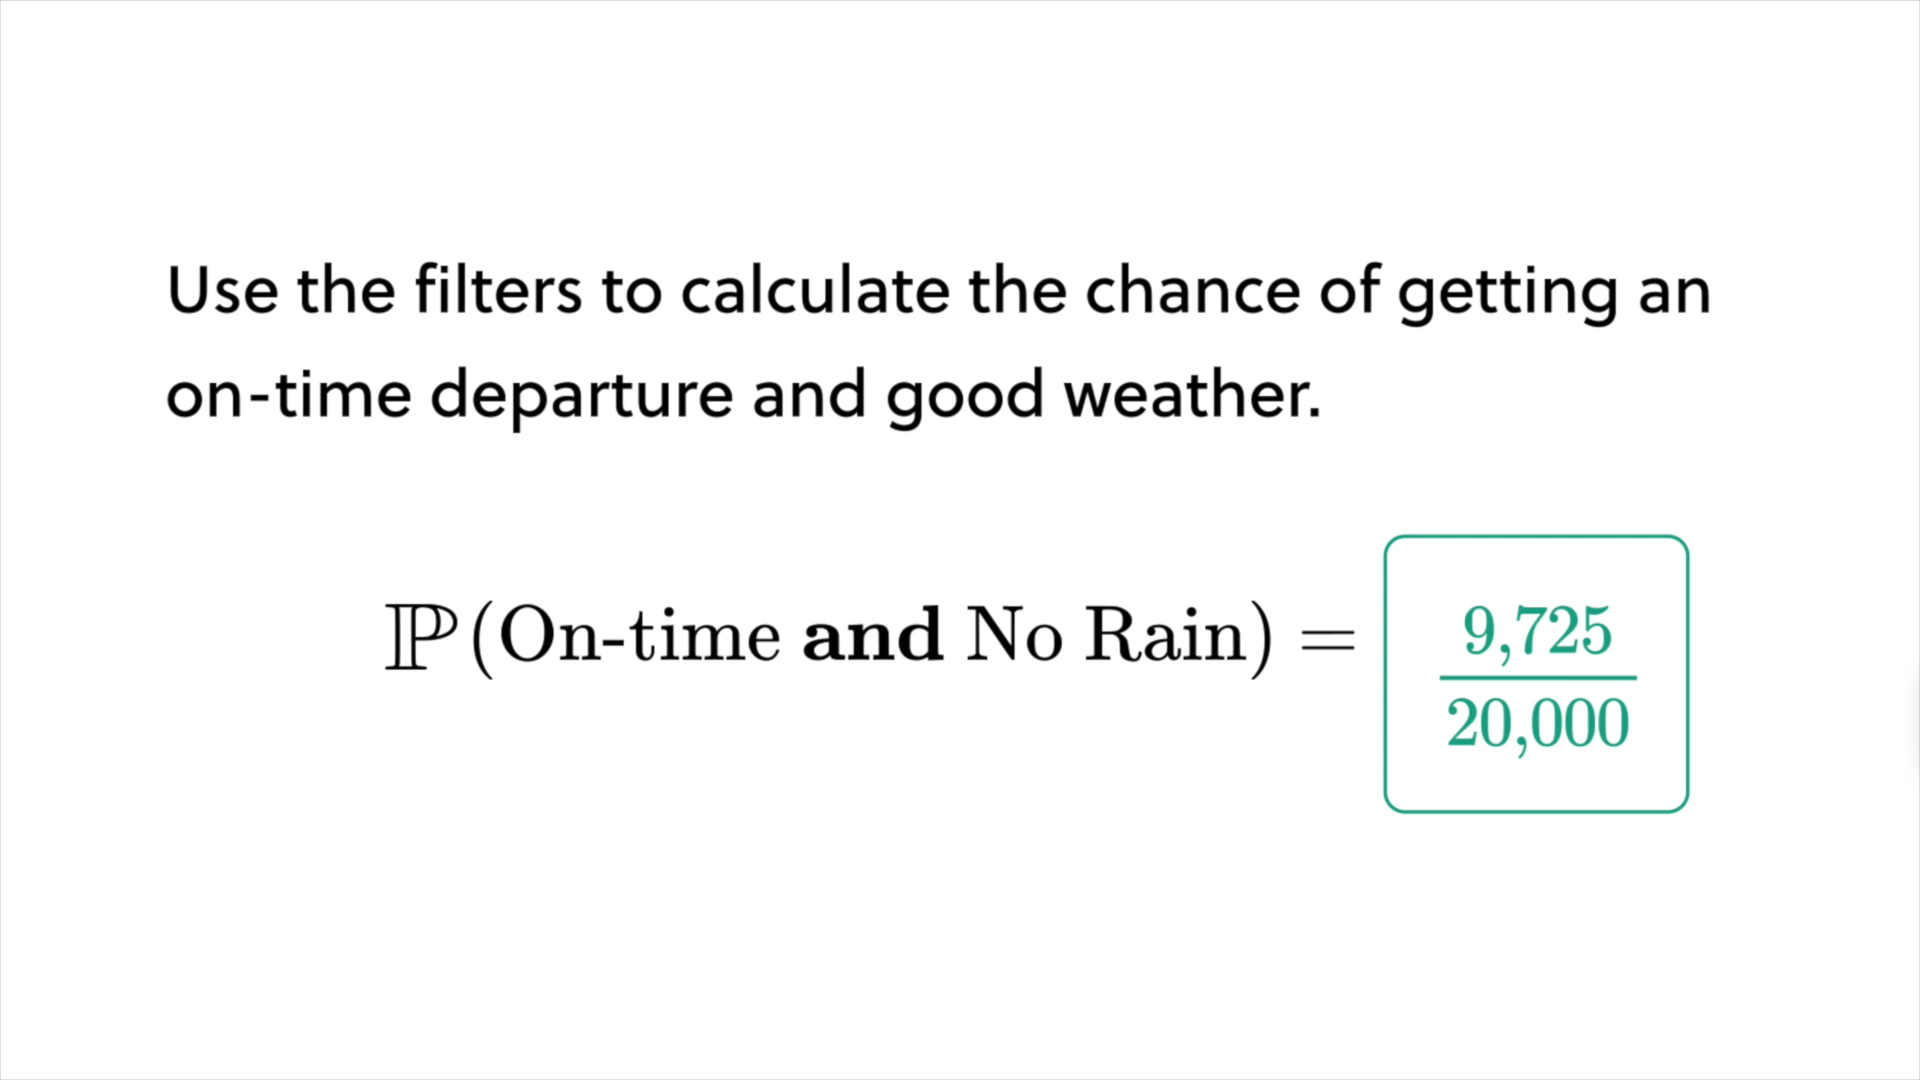 Use the filters to calculate the chance of getting an
on-time departure and good weather.
ℙ(On-time and No Rain) = 9,725
20,000